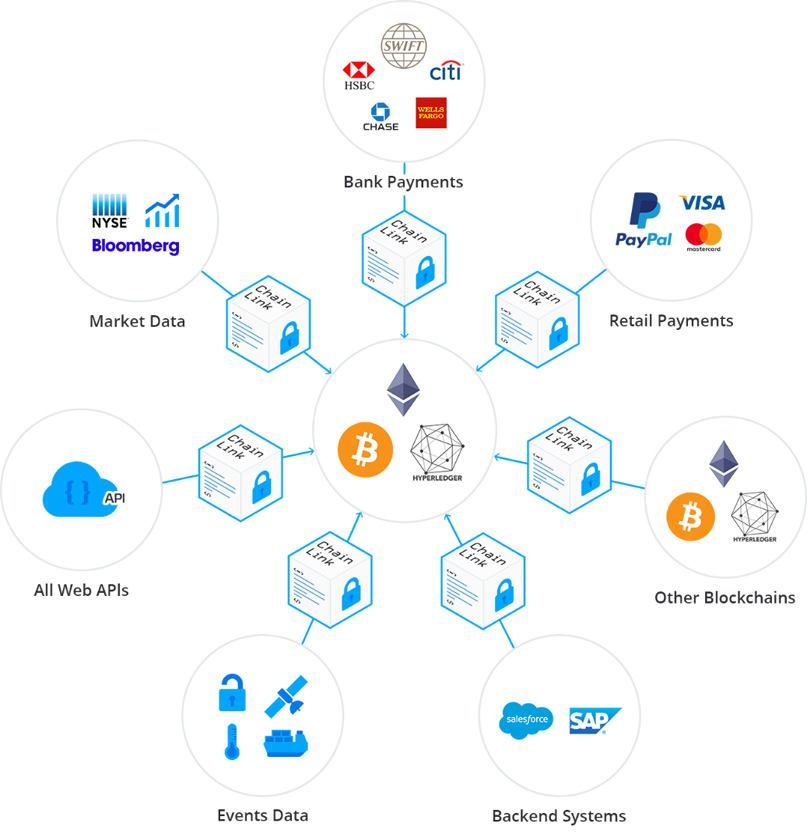 SWIFT
HSBC
citi
CHASE
WELLS
FARGO
Bank Payments
NYSE
Bloomberg
Market Data
PayPal
VISA
mastercard
Retail Payments
Chain
Link
<->
</>
Chain
Link
<->
</>
Chain
Link
<->
</>
HYPERLEDGER
{ } API
All Web APIs
Chain
Link
<->
</>
Chain
Link
<->
</>
HYPERLEDGER
Other Blockchains
Chain
Link
<->
</>
Chain
Link
<->
</>
Events Data
salesforce
SAP
Backend Systems